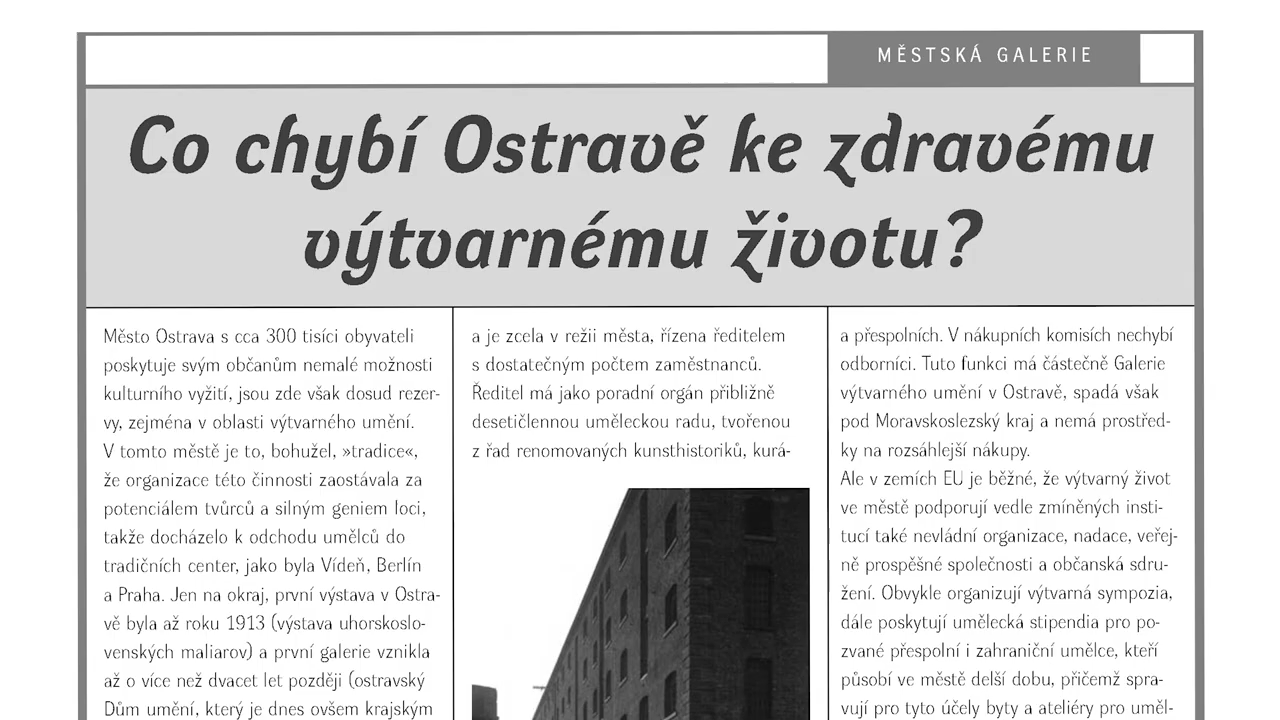 MĚSTSKÁ GALERIE
Co chybí Ostravě ke zdravému
výtvarnému životu?
Město Ostrava s cca 300 tisíci obyvateli
poskytuje svým občanům nemalé možnosti
kulturního vyžití, jsou zde však dosud rezer-
vy, zejména v oblasti výtvarného umění.
V tomto městě je to, bohužel, »tradice«,
že organizace této činnosti zaostávala za
potenciálem tvůrců a silným geniem loci,
takže docházelo k odchodu umělců do
tradičních center, jako byla Vídeň, Berlín
a Praha. Jen na okraj, první výstava v Ostra-
vě byla až roku 1913 (výstava uhorskoslo-
venských maliarov) a první galerie vznikla
až o více než dvacet let později (ostravský
Dům umění, který je dnes ovšem krajským
a je zcela v režii města, řízena ředitelem
s dostatečným počtem zaměstnanců.
Ředitel má jako poradní orgán přibližně
desetičlennou uměleckou radu, tvořenou
z řad renomovaných kunsthistoriků, kurá-
a přespolních. V nákupních komisích nechybí
odborníci. Tuto funkci má částečně Galerie
výtvarného umění v Ostravě, spadá však
pod Moravskoslezský kraj a nemá prostřed-
ky na rozsáhlejší nákupy.
Ale v zemích EU je běžné, že výtvarný život
ve městě podporují vedle zmíněných insti-
tucí také nevládní organizace, nadace, veřej-
ně prospěšné společnosti a občanská sdru-
žení. Obvykle organizují výtvarná sympozia,
dále poskytují umělecká stipendia pro po-
zvané přespolní i zahraniční umělce, kteří
působí ve městě delší dobu, přičemž spra-
vují pro tyto účely byty a ateliéry pro uměl-